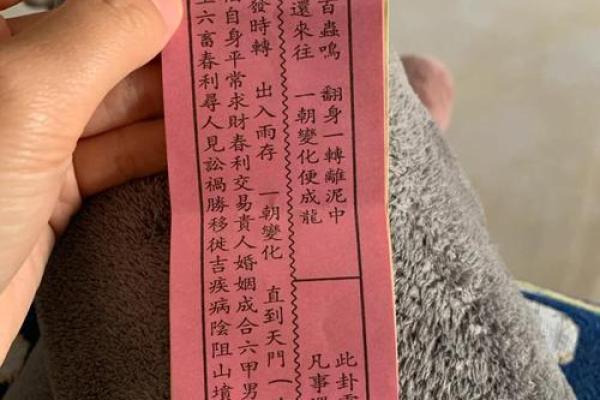 百蟲鳴　翻身一轉離泥中
還來往　一朝變化便成龍
此卦
凡事
發時轉　出入雨存　一朝變化　直到天門
自身平常求財春利交易貴人婚姻成合六甲男
六畜春利尋人見訟禍勝移徙吉疾病陰阻山墳